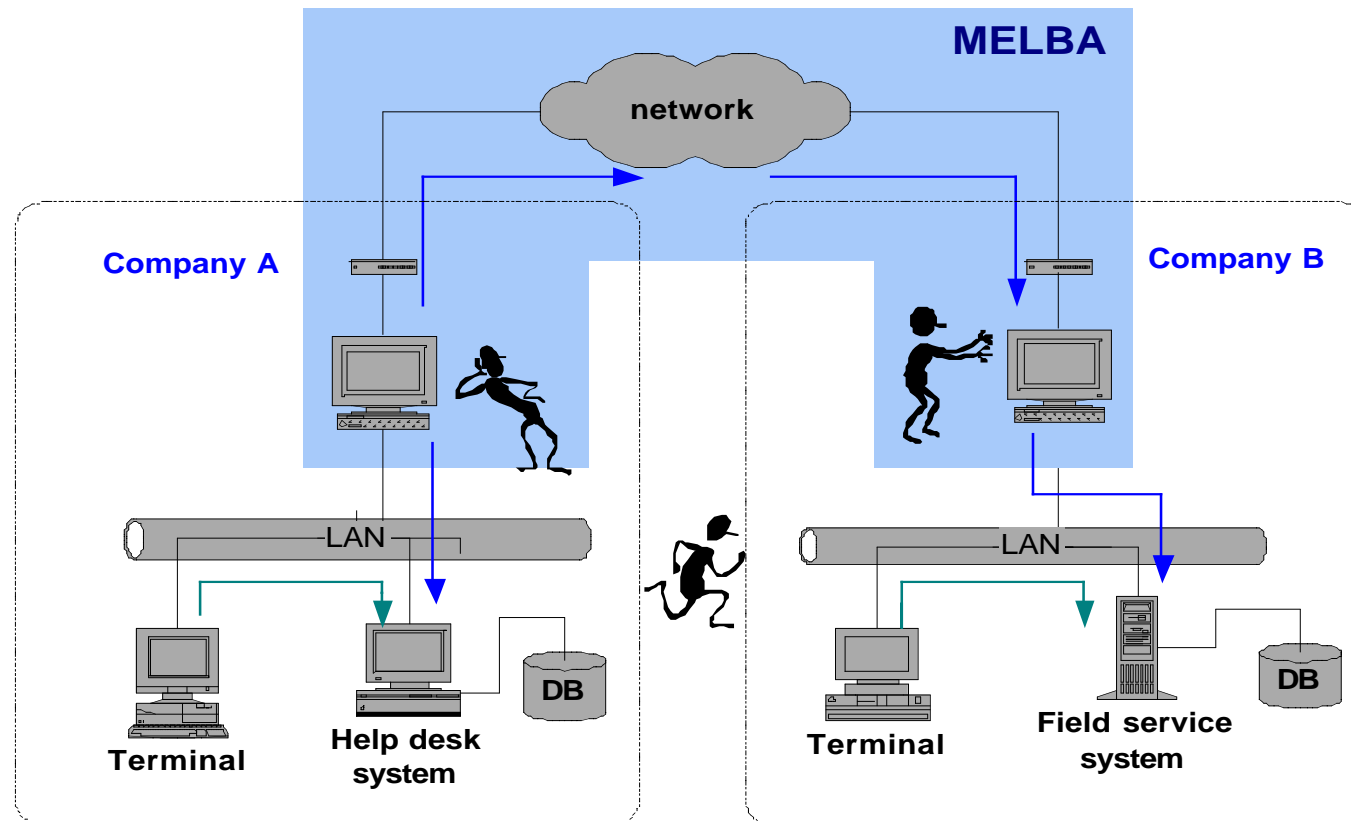 MELBA
network
Company A
Company B
LAN
LAN
DB
DB
Terminal
Help desk
system
Terminal
Field service
system